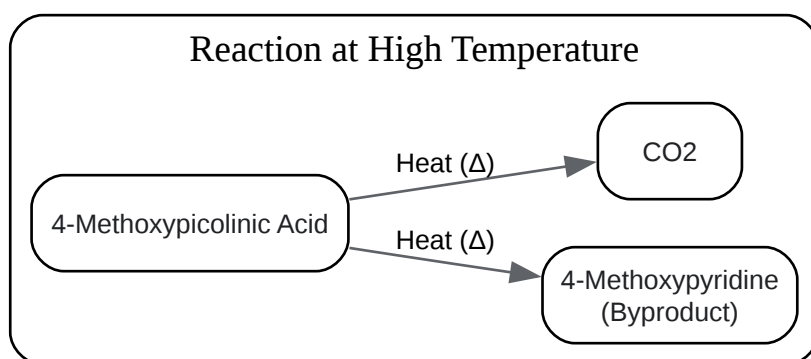 Reaction at High Temperature
Heat (Δ)
CO2
4-Methoxypicolinic Acid
Heat (Δ)
4-Methoxypyridine
(Byproduct)